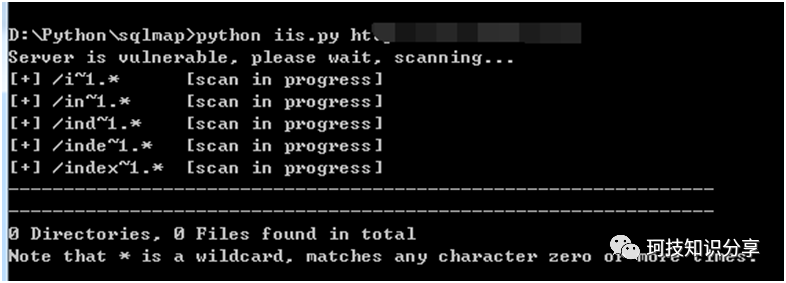 D:\Python\sqlmap>python iis.py htt
Server is vulnerable, please wait, scanning...
[+] /i~1.* [scan in progress]
[+] /in~1.* [scan in progress]
[+] /ind~1.* [scan in progress]
[+] /inde~1.* [scan in progress]
[+] /index~1.* [scan in progress]
----------------------------------------------------------------
----------------------------------------------------------------
0 Directories, 0 Files found in total
Note that * is a wildcard, matches any character zero or more times.
珂技知识分享